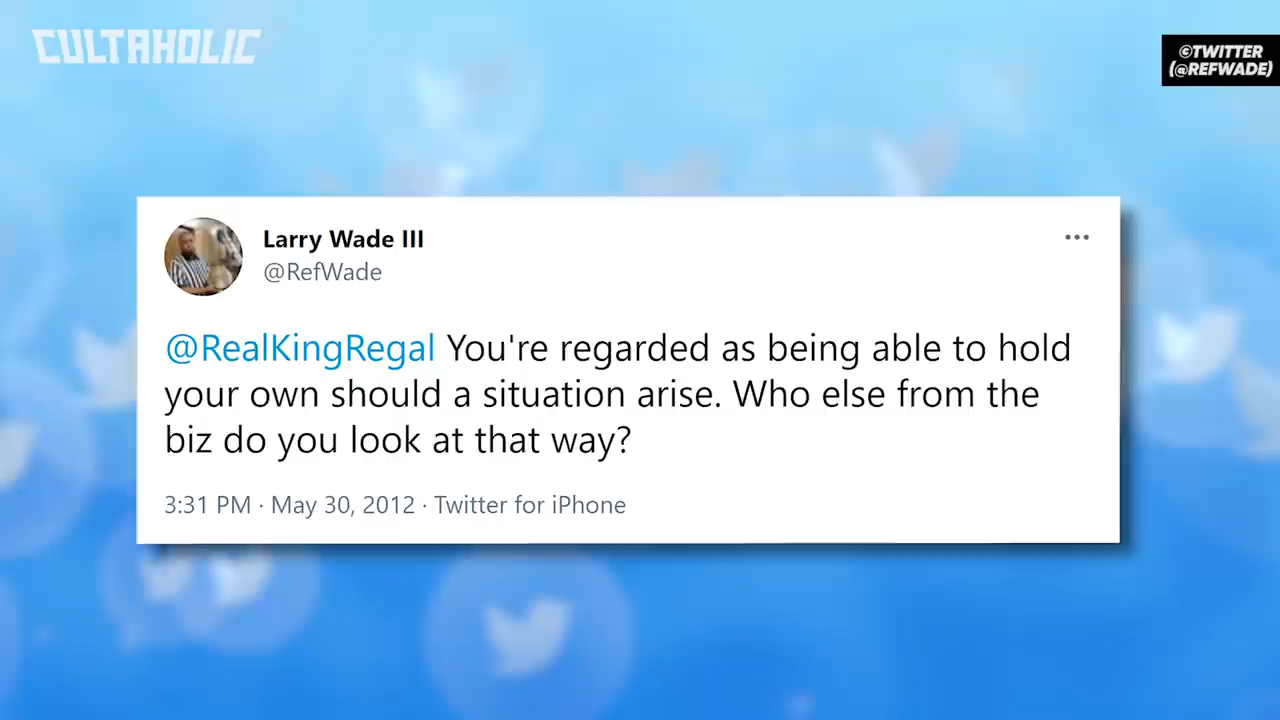 CULTAHOLIC
©TWITTER
(@REFWADE)
Larry Wade III
@RefWade
@RealKingRegal You're regarded as being able to hold
your own should a situation arise. Who else from the
biz do you look at that way?
3:31 PM · May 30, 2012 · Twitter for iPhone